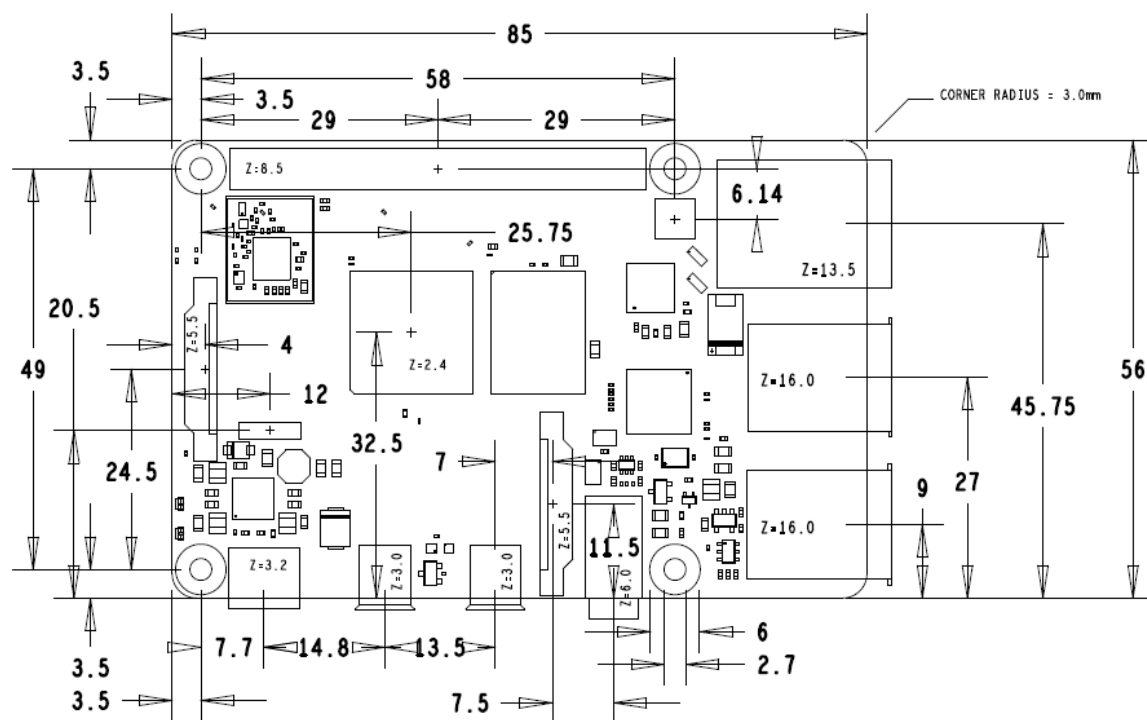 85
3.5
58
3.5
CORNER RADIUS = 3.0mm
29
29
Z=8.5
6.14
25.75
Z=13.5
20.5
Z=5.5
4
49
Z=2.4
Z=16.0
56
12
45.75
32.5
7
24.5
27
9
Z=5.5
Z=16.0
11.5
Z=3.2
Z=3.0
Z=3.0
Z=6.0
7.7
14.8
13.5
6
3.5
2.7
3.5
7.5